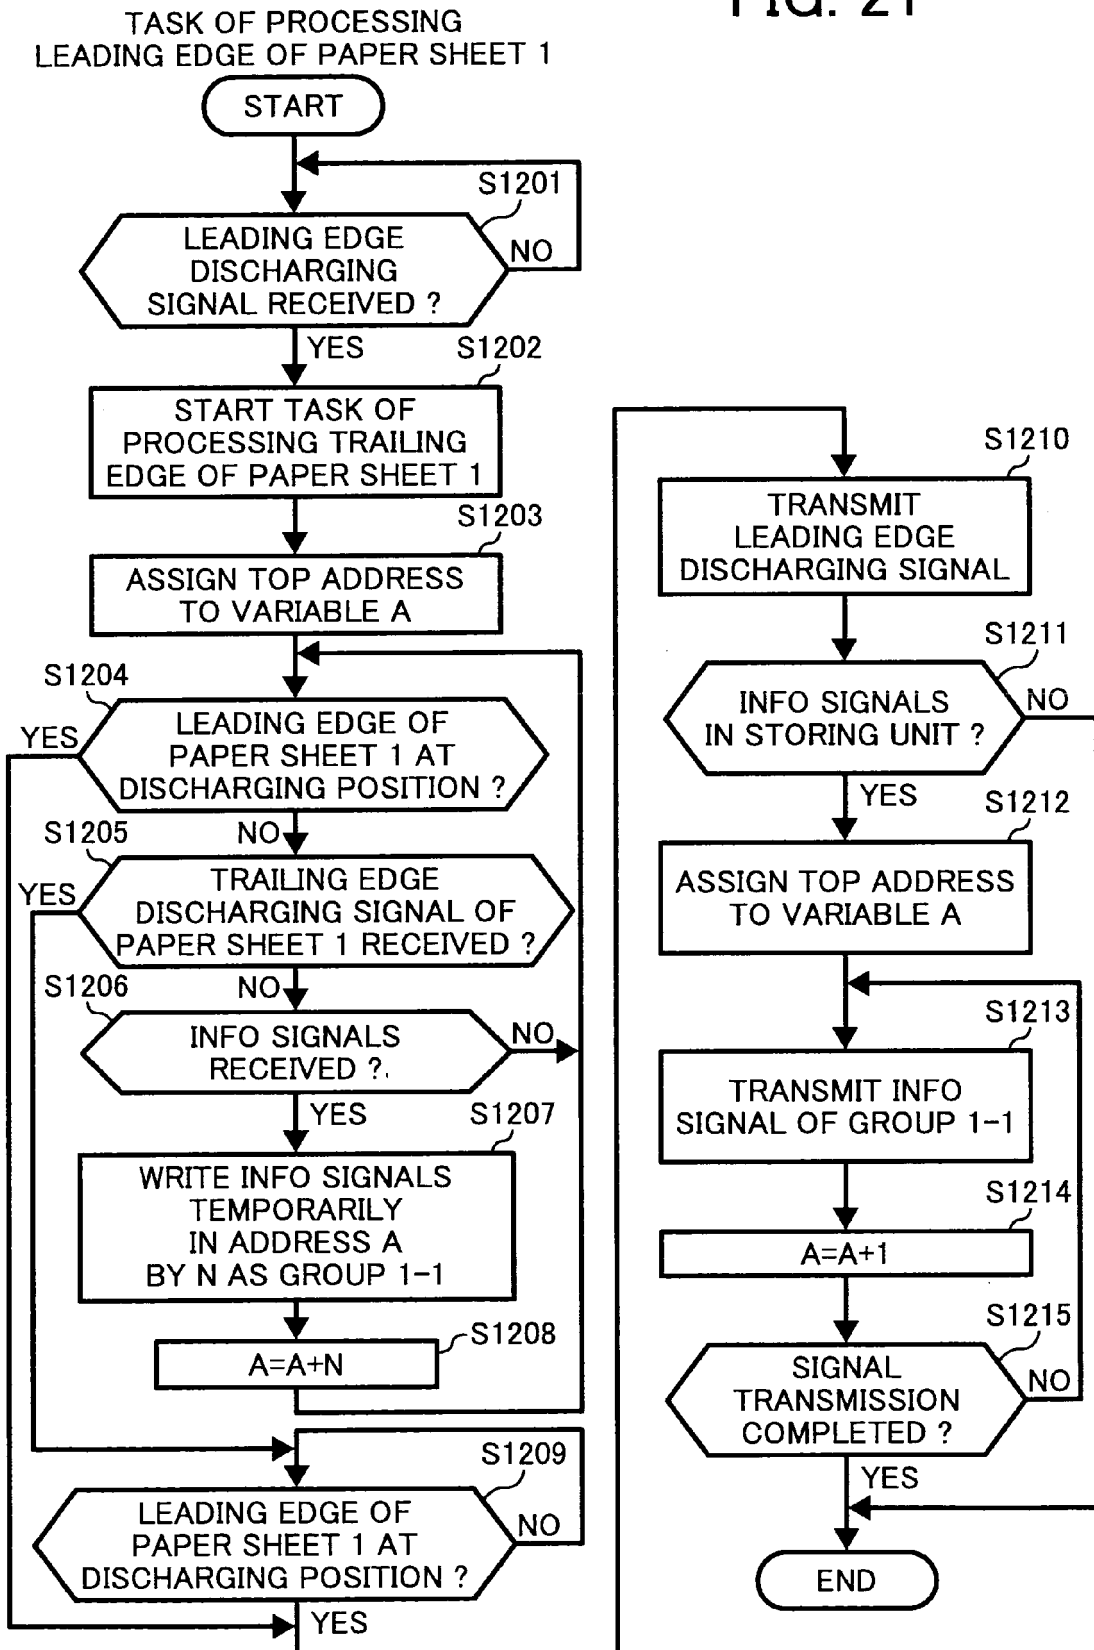 FIG. 21
TASK OF PROCESSING
LEADING EDGE OF PAPER SHEET 1
START
S1201
LEADING EDGE
DISCHARGING
SIGNAL RECEIVED ?
NO
YES
S1202
START TASK OF
PROCESSING TRAILING
EDGE OF PAPER SHEET 1
S1203
ASSIGN TOP ADDRESS
TO VARIABLE A
S1204
YES
LEADING EDGE OF
PAPER SHEET 1 AT
DISCHARGING POSITION ?
NO
S1205
YES
TRAILING EDGE
DISCHARGING SIGNAL OF
PAPER SHEET 1 RECEIVED ?
NO
S1206
INFO SIGNALS
RECEIVED ?
NO
YES
S1207
WRITE INFO SIGNALS
TEMPORARILY
IN ADDRESS A
BY N AS GROUP 1-1
S1208
A=A+N
S1209
LEADING EDGE OF
PAPER SHEET 1 AT
DISCHARGING POSITION ?
NO
YES
S1210
TRANSMIT
LEADING EDGE
DISCHARGING SIGNAL
S1211
INFO SIGNALS
IN STORING UNIT ?
NO
YES
S1212
ASSIGN TOP ADDRESS
TO VARIABLE A
S1213
TRANSMIT INFO
SIGNAL OF GROUP 1-1
S1214
A=A+1
S1215
SIGNAL
TRANSMISSION
COMPLETED ?
NO
YES
END